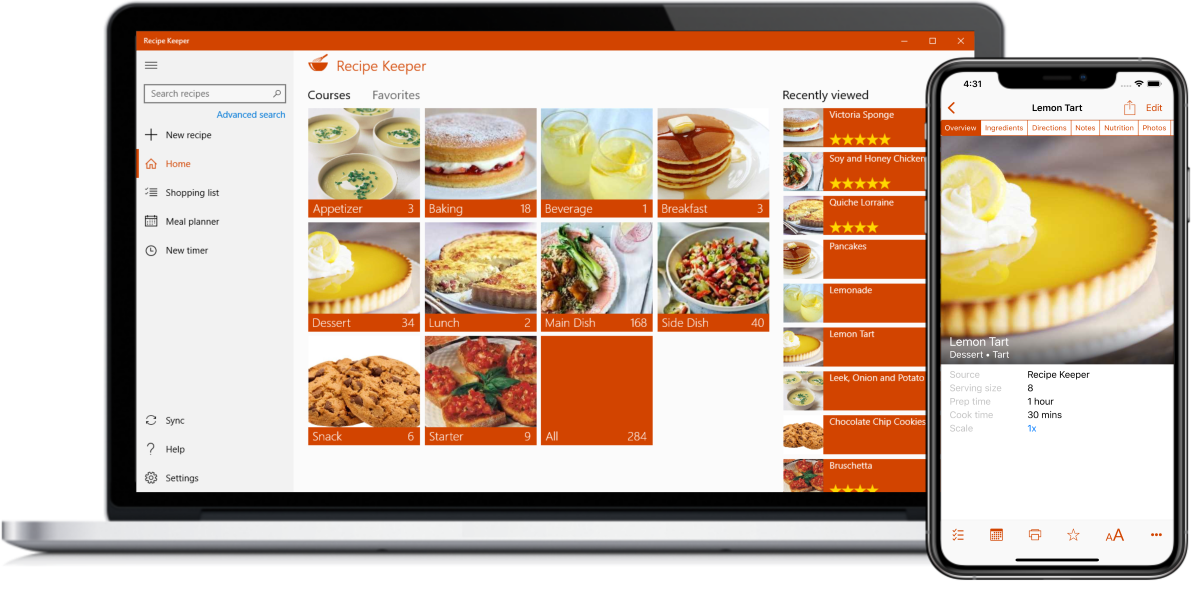 Recipe Keeper
Search recipes
Advanced search
New recipe
Home
Shopping list
Meal planner
New timer
Sync
Help
Settings
Recipe Keeper
Courses Favorites
Appetizer 3
Baking 18
Beverage 1
Breakfast 3
Dessert 34
Lunch 2
Main Dish 168
Side Dish 40
Snack 6
Starter 9
All 284
Recently viewed
Victoria Sponge
Soy and Honey Chicken
Quiche Lorraine
Pancakes
Lemonade
Lemon Tart
Leek, Onion and Potato
Chocolate Chip Cookies
Bruschetta
4:31
Lemon Tart Edit
Overview Ingredients Directions Notes Nutrition Photos
Lemon Tart
Dessert • Tart
Source Recipe Keeper
Serving size 8
Prep time 1 hour
Cook time 30 mins
Scale 1x
AA